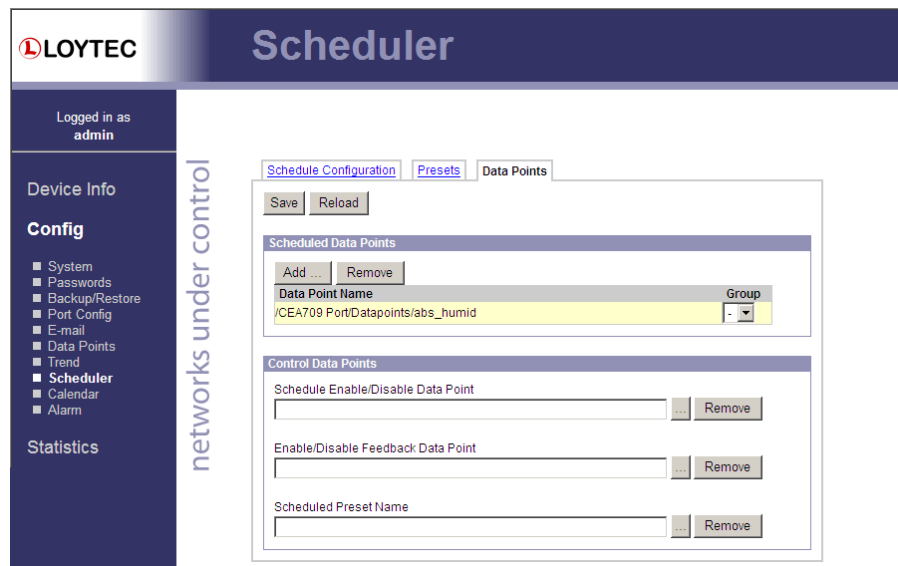 LOYTEC
Scheduler
Logged in as
admin
Device Info
Config
System
Passwords
Backup/Restore
Port Config
E-mail
Data Points
Trend
Scheduler
Calendar
Alarm
Statistics
networks under control
Schedule Configuration Presets Data Points
Save Reload
Scheduled Data Points
Add ... Remove
Data Point Name Group
/CEA709 Port/Datapoints/abs_humid -
Control Data Points
Schedule Enable/Disable Data Point
... Remove
Enable/Disable Feedback Data Point
... Remove
Scheduled Preset Name
... Remove